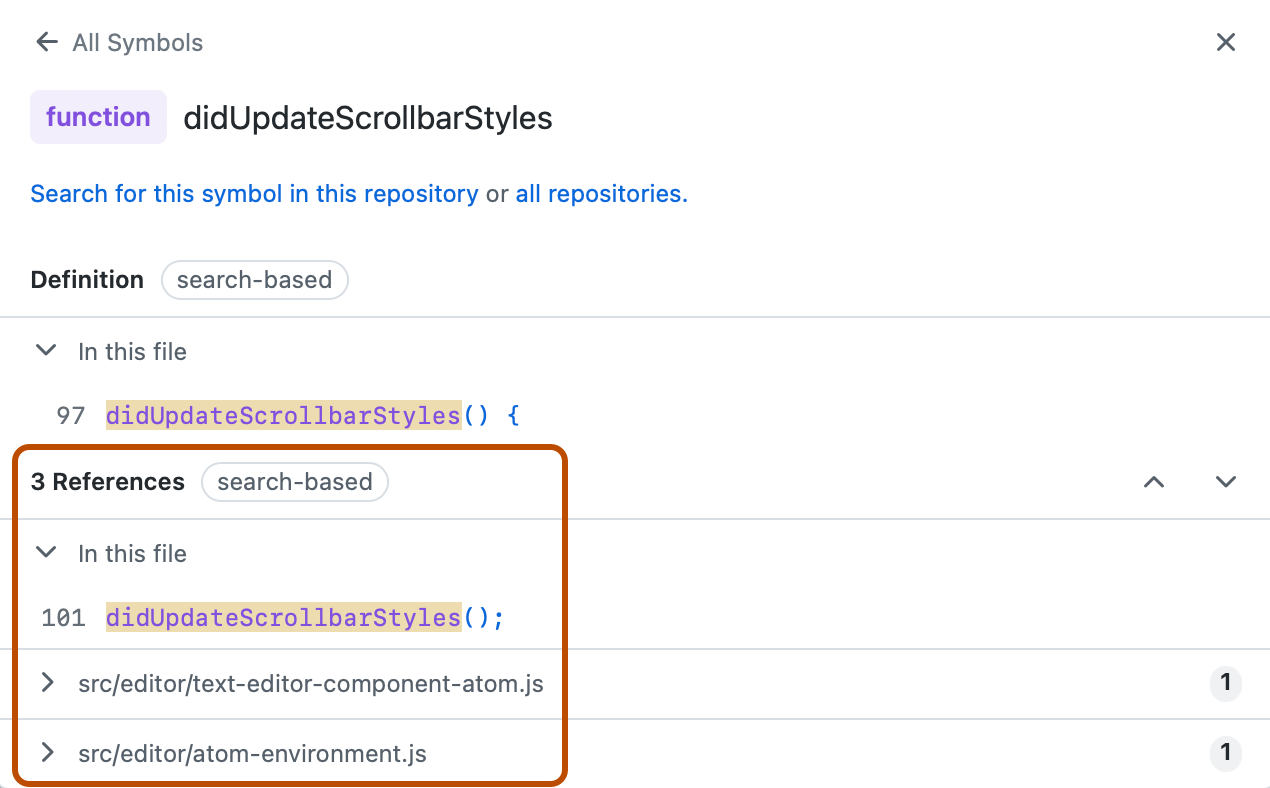 All Symbols
function didUpdateScrollbarStyles
Search for this symbol in this repository or all repositories.
Definition search-based
In this file
97 didUpdateScrollbarStyles() {
3 References search-based
In this file
101 didUpdateScrollbarStyles();
src/editor/text-editor-component-atom.js 1
src/editor/atom-environment.js 1